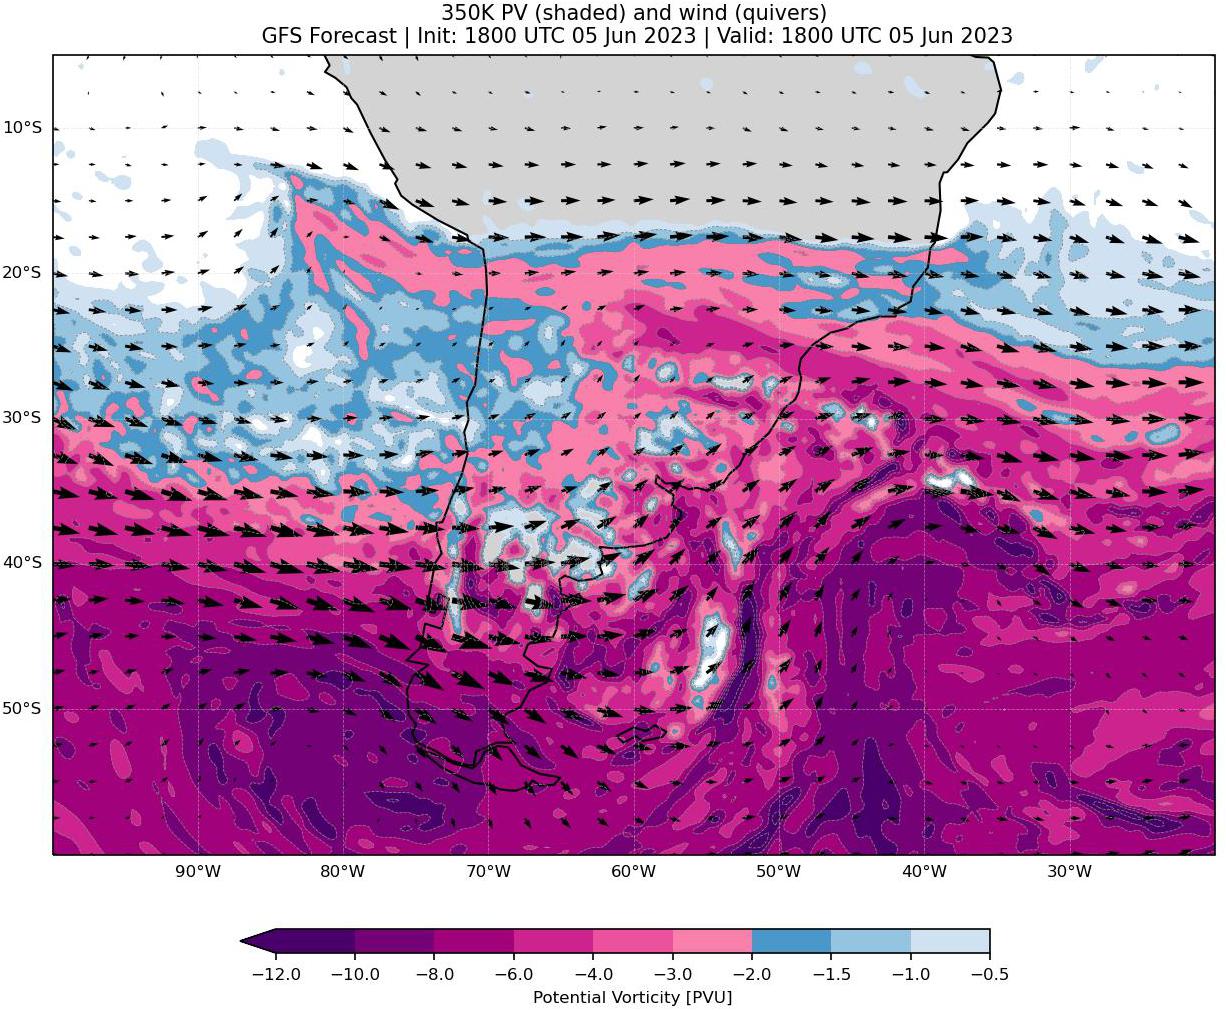 350K PV (shaded) and wind (quivers)
GFS Forecast | Init: 1800 UTC 05 Jun 2023 | Valid: 1800 UTC 05 Jun 2023
10°S
20°S
30°S
40°S
50°S
90°W 80°W 70°W 60°W 50°W 40°W 30°W
−12.0 −10.0 −8.0 −6.0 −4.0 −3.0 −2.0 −1.5 −1.0 −0.5
Potential Vorticity [PVU]